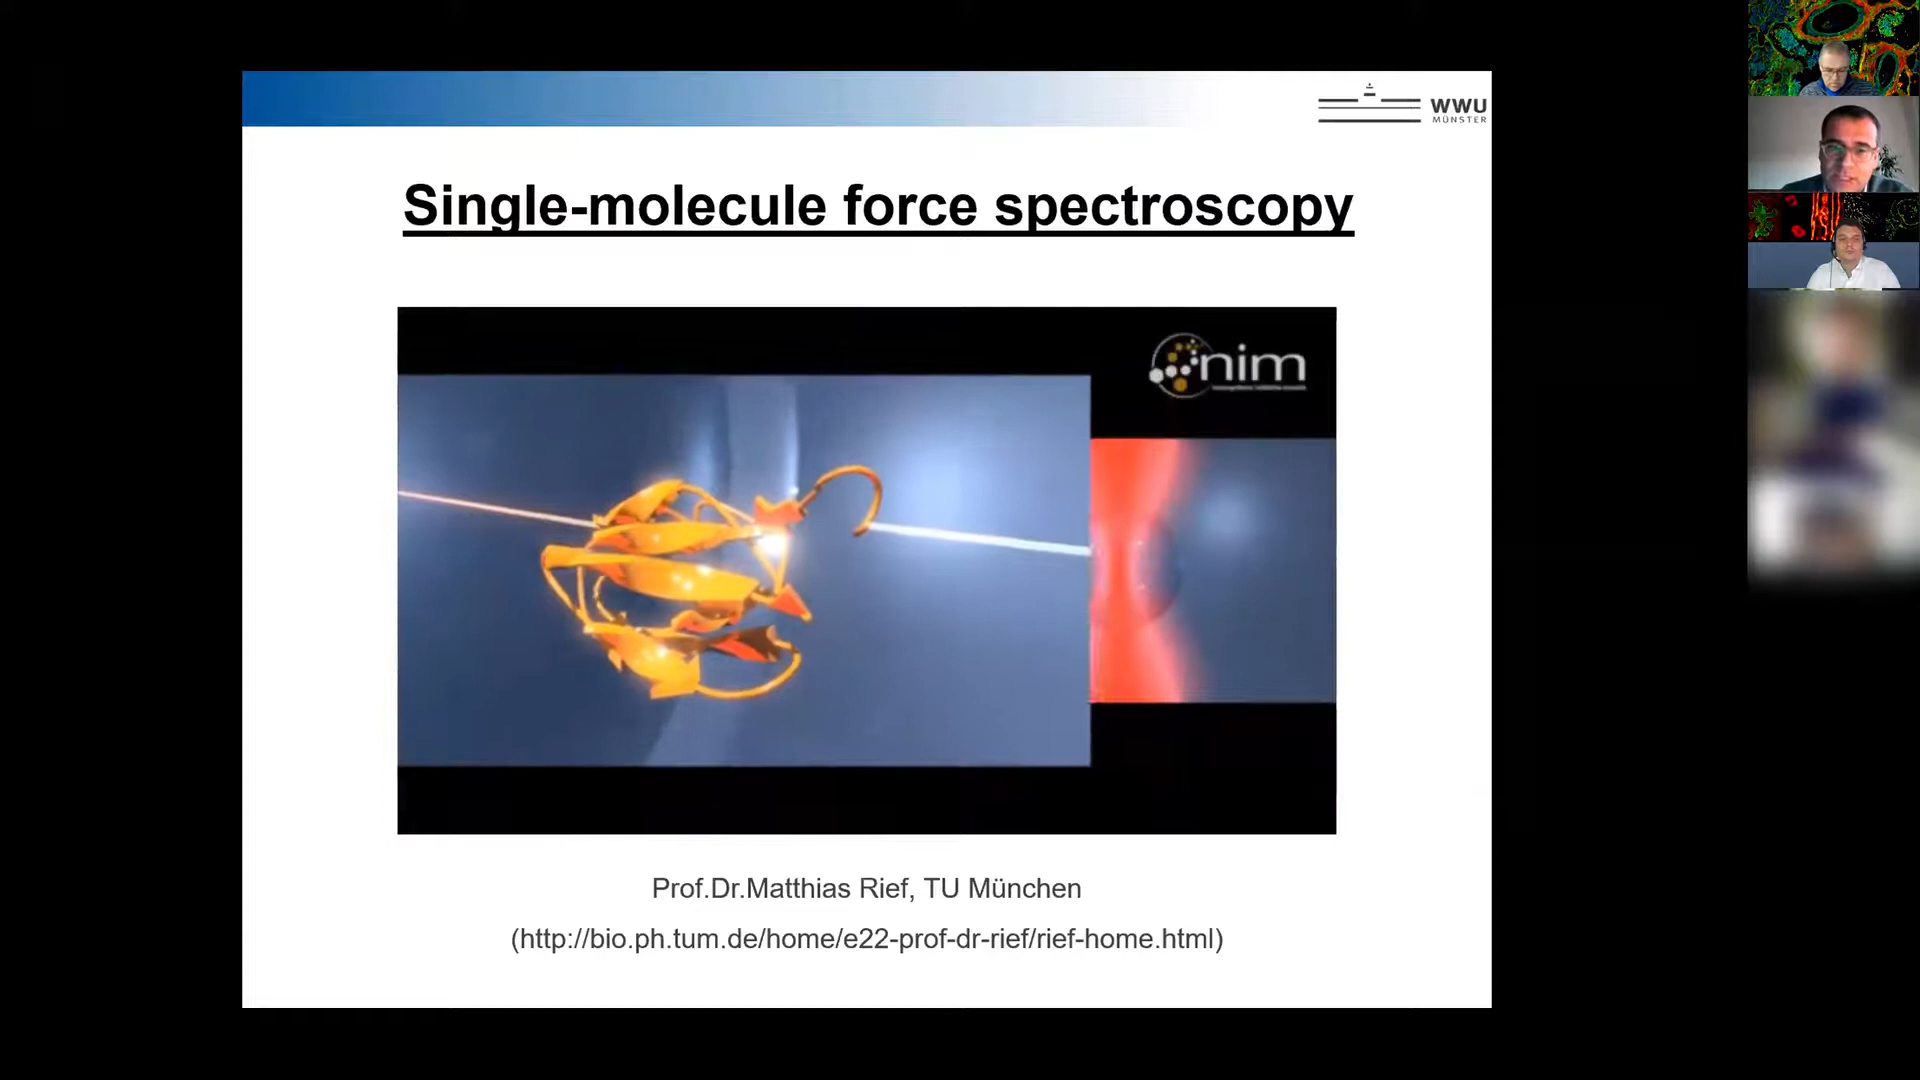 WWU
MÜNSTER
Single-molecule force spectroscopy
nim
Prof.Dr.Matthias Rief, TU München
(http://bio.ph.tum.de/home/e22-prof-dr-rief/rief-home.html)